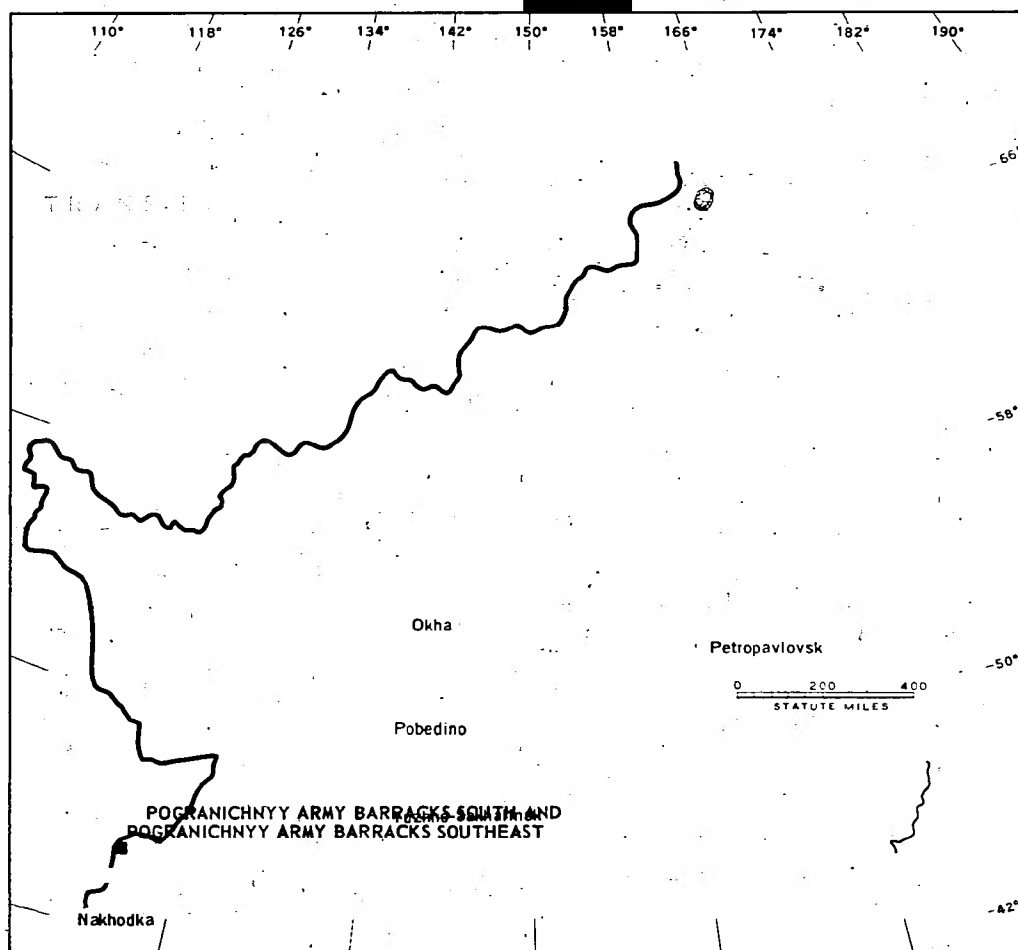 110° 118° 126° 134° 142° 150° 158° 166° 174° 182° 190°
66°
58°
Okha
Petropavlovsk
50°
0 200 400
STATUTE MILES
Pobedino
POGRANICHNYY ARMY BARRACKS SOUTH AND
POGRANICHNYY ARMY BARRACKS SOUTHEAST
Nakhodka
42°